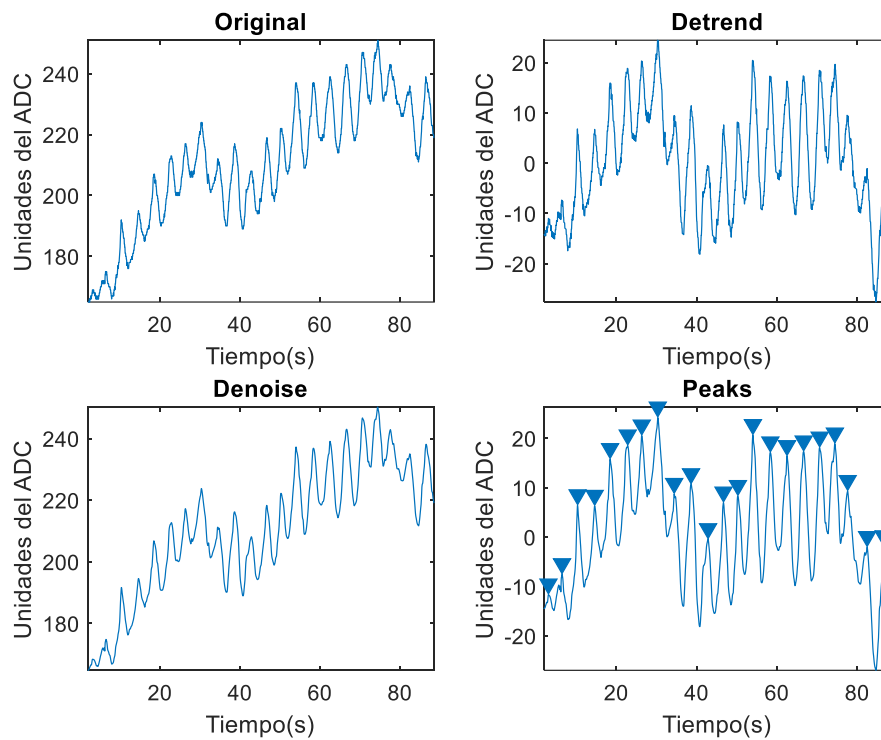 Original
Unidades del ADC
240
220
200
180
20 40 60 80
Tiempo(s)
Detrend
Unidades del ADC
20
10
0
-10
-20
20 40 60 80
Tiempo(s)
Denoise
Unidades del ADC
240
220
200
180
20 40 60 80
Tiempo(s)
Peaks
Unidades del ADC
20
10
0
-10
-20
20 40 60 80
Tiempo(s)